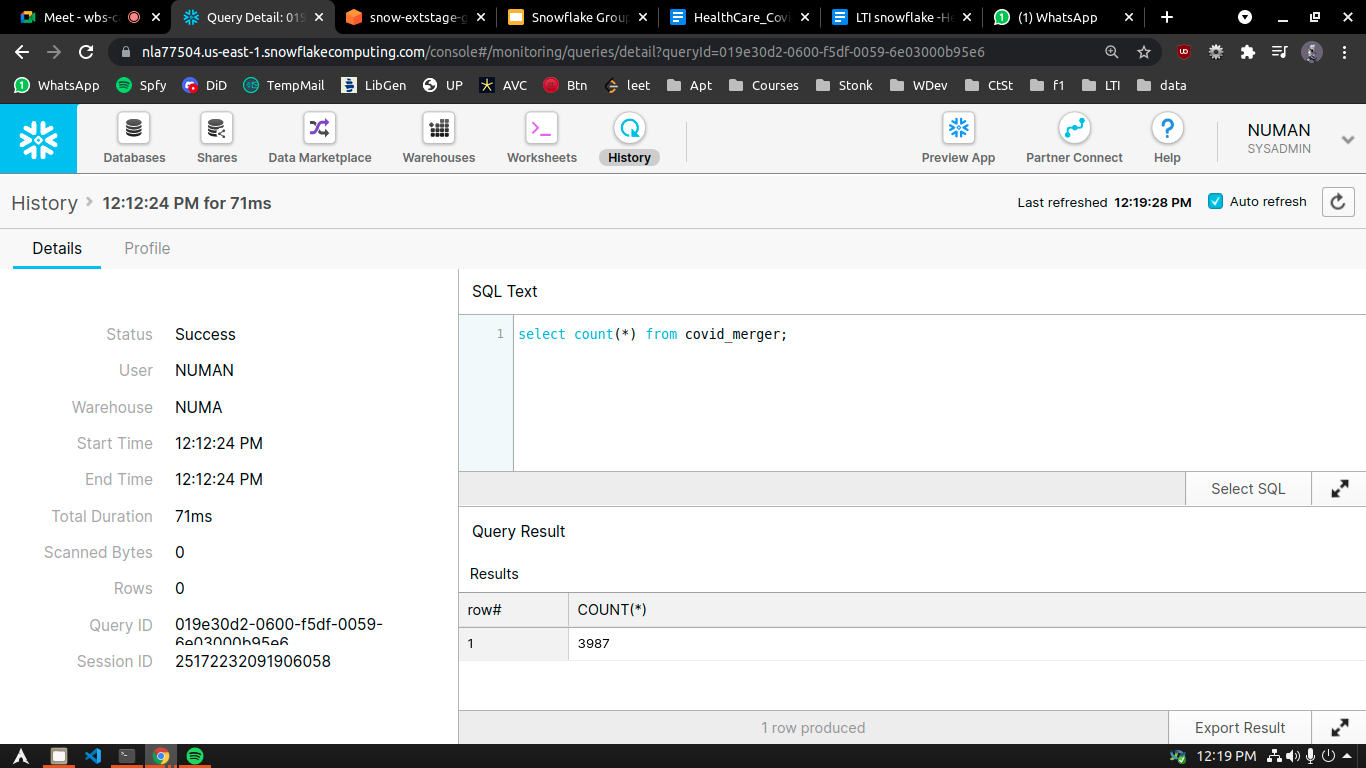 Meet - wbs-c
Query Detail: 019
snow-extstage-g
Snowflake Group
HealthCare_Covi
LTI snowflake -He
(1) WhatsApp
nla77504.us-east-1.snowflakecomputing.com/console#/monitoring/queries/detail?queryId=019e30d2-0600-f5df-0059-6e03000b95e6
WhatsApp
Spfy
DiD
TempMail
LibGen
UP
AVC
Btn
leet
Apt
Courses
Stonk
WDev
CtSt
f1
LTI
data
Databases
Shares
Data Marketplace
Warehouses
Worksheets
History
Preview App
Partner Connect
Help
NUMAN
SYSADMIN
History > 12:12:24 PM for 71ms
Last refreshed 12:19:28 PM
Auto refresh
Details
Profile
Status Success
User NUMAN
Warehouse NUMA
Start Time 12:12:24 PM
End Time 12:12:24 PM
Total Duration 71ms
Scanned Bytes 0
Rows 0
Query ID 019e30d2-0600-f5df-0059-
6e03000b95e6
Session ID 25172232091906058
SQL Text
1 select count(*) from covid_merger;
Select SQL
Query Result
Results
row# COUNT(*)
1 3987
1 row produced
Export Result
12:19 PM